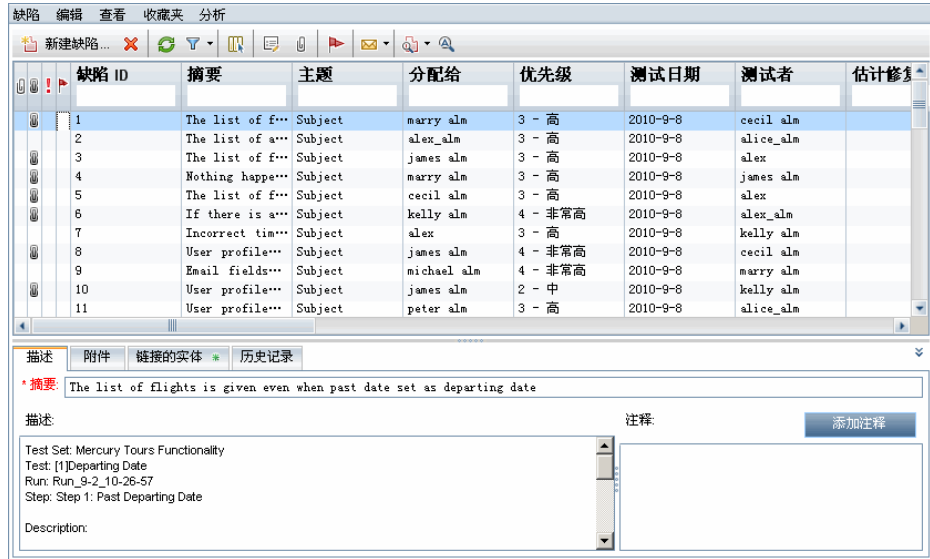 缺陷 编辑 查看 收藏夹 分析
新建缺陷...
缺陷 ID 摘要 主题 分配给 优先级 测试日期 测试者 估计修复
1 The list of f… Subject marry alm 3 - 高 2010-9-8 cecil alm
2 The list of a… Subject alex_alm 3 - 高 2010-9-8 alice_alm
3 The list of f… Subject james alm 3 - 高 2010-9-8 alex
4 Nothing happe… Subject marry alm 3 - 高 2010-9-8 james alm
5 The list of f… Subject cecil alm 3 - 高 2010-9-8 alex
6 If there is a… Subject kelly alm 4 - 非常高 2010-9-8 alex_alm
7 Incorrect tim… Subject alex 3 - 高 2010-9-8 kelly alm
8 User profile… Subject james alm 4 - 非常高 2010-9-8 cecil alm
9 Email fields… Subject michael alm 4 - 非常高 2010-9-8 marry alm
10 User profile… Subject james alm 2 - 中 2010-9-8 kelly alm
11 User profile… Subject peter alm 3 - 高 2010-9-8 alice_alm
描述 附件 链接的实体 * 历史记录
* 摘要: The list of flights is given even when past date set as departing date
描述: 注释: 添加注释
Test Set: Mercury Tours Functionality
Test: [1]Departing Date
Run: Run_9-2_10-26-57
Step: Step 1: Past Departing Date
Description: